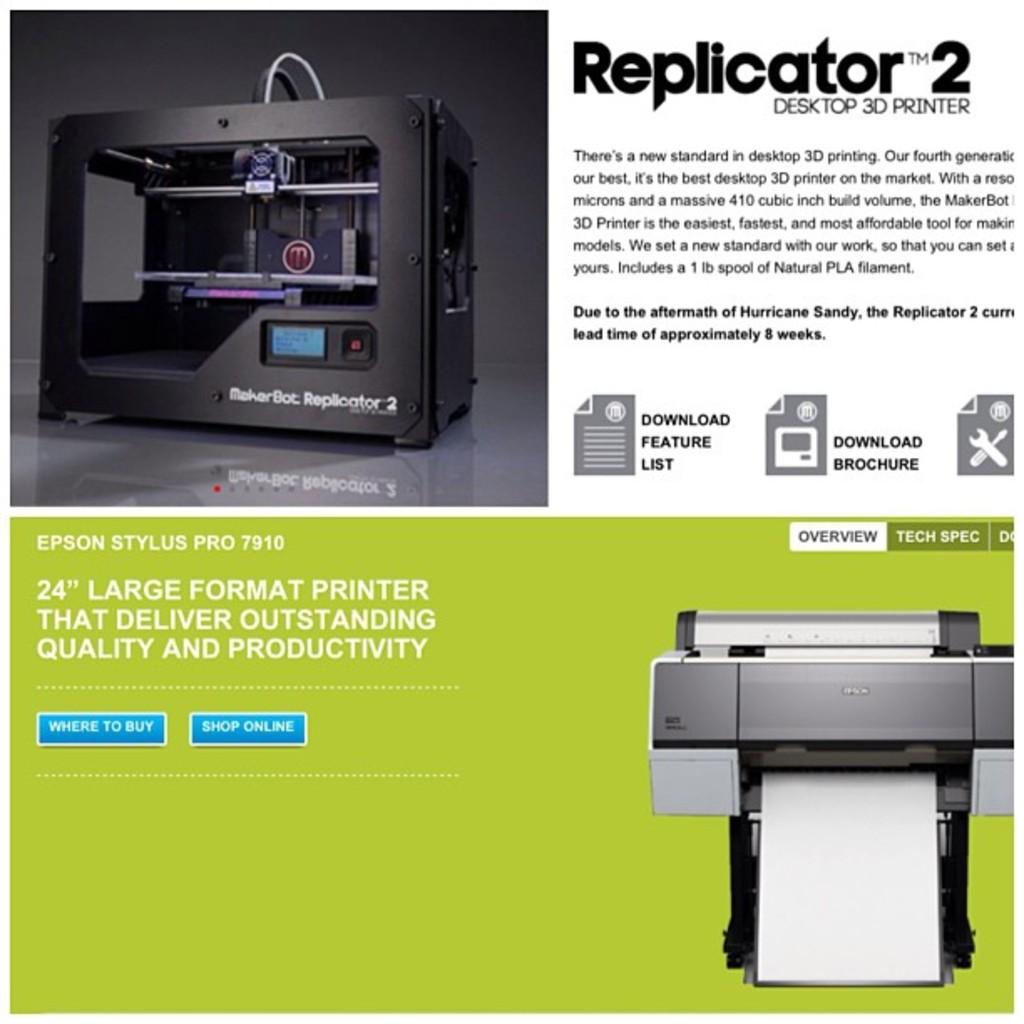 Replicator™2
DESKTOP 3D PRINTER
There's a new standard in desktop 3D printing. Our fourth
our best, it's the best desktop 3D printer on the market. With a
microns and a massive 410 cubic inch build volume, the MakerBot
3D Printer is the easiest, fastest, and most affordable tool for
models. We set a new standard with our work, so that you can set
yours. Includes a 1 lb spool of Natural PLA filament.
Due to the aftermath of Hurricane Sandy, the Replicator 2
lead time of approximately 8 weeks.
MakerBot Replicator 2
DOWNLOAD
FEATURE
LIST
DOWNLOAD
BROCHURE
EPSON STYLUS PRO 7910
OVERVIEW TECH SPEC
24” LARGE FORMAT PRINTER
THAT DELIVER OUTSTANDING
QUALITY AND PRODUCTIVITY
WHERE TO BUY SHOP ONLINE
EPSON